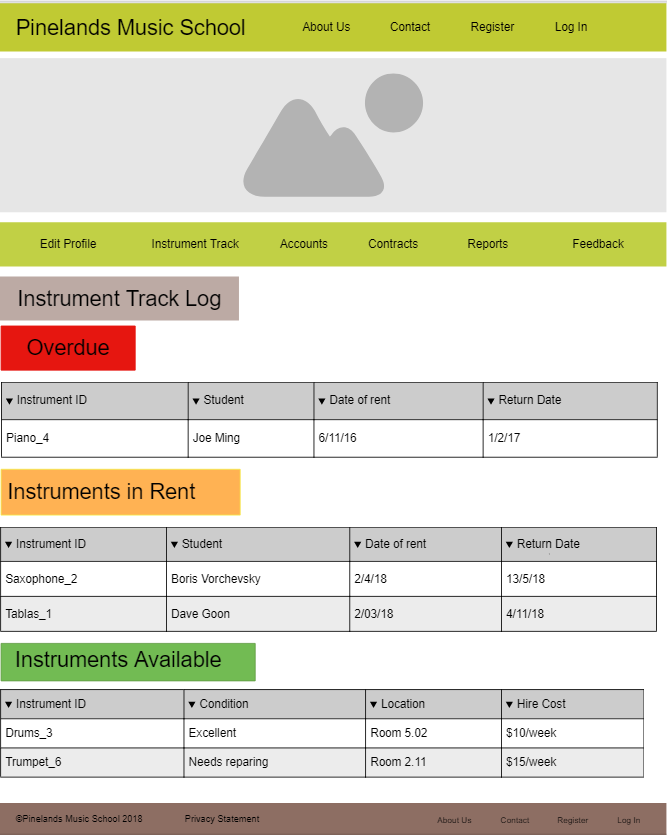 Pinelands Music School About Us Contact Register Log In
Edit Profile Instrument Track Accounts Contracts Reports Feedback
Instrument Track Log
Overdue
▼ Instrument ID ▼ Student ▼ Date of rent ▼ Return Date
Piano_4 Joe Ming 6/11/16 1/2/17
Instruments in Rent
▼ Instrument ID ▼ Student ▼ Date of rent ▼ Return Date
Saxophone_2 Boris Vorchevsky 2/4/18 13/5/18
Tablas_1 Dave Goon 2/03/18 4/11/18
Instruments Available
▼ Instrument ID ▼ Condition ▼ Location ▼ Hire Cost
Drums_3 Excellent Room 5.02 $10/week
Trumpet_6 Needs reparing Room 2.11 $15/week
©Pinelands Music School 2018 Privacy Statement About Us Contact Register Log In